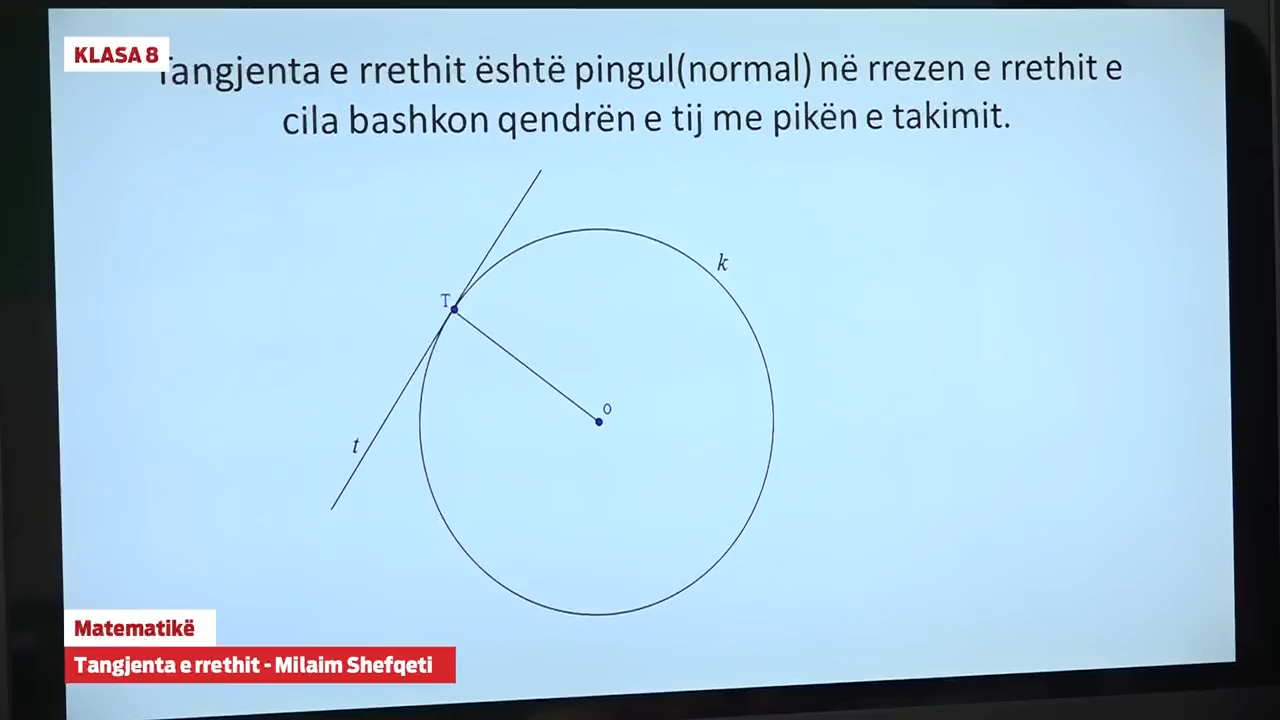 KLASA 8
Tangjenta e rrethit është pingul(normal) në rrezen e rrethit e
cila bashkon qendrën e tij me pikën e takimit.
k
T
O
t
Matematikë
Tangjenta e rrethit - Milaim Shefqeti